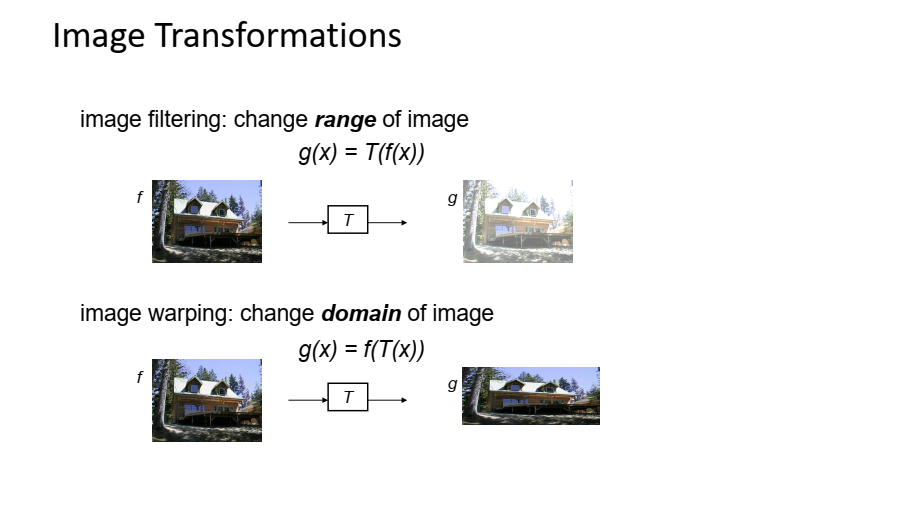 Image Transformations
image filtering: change range of image
g(x) = T(f(x))
f
T
g
image warping: change domain of image
g(x) = f(T(x))
f
T
g